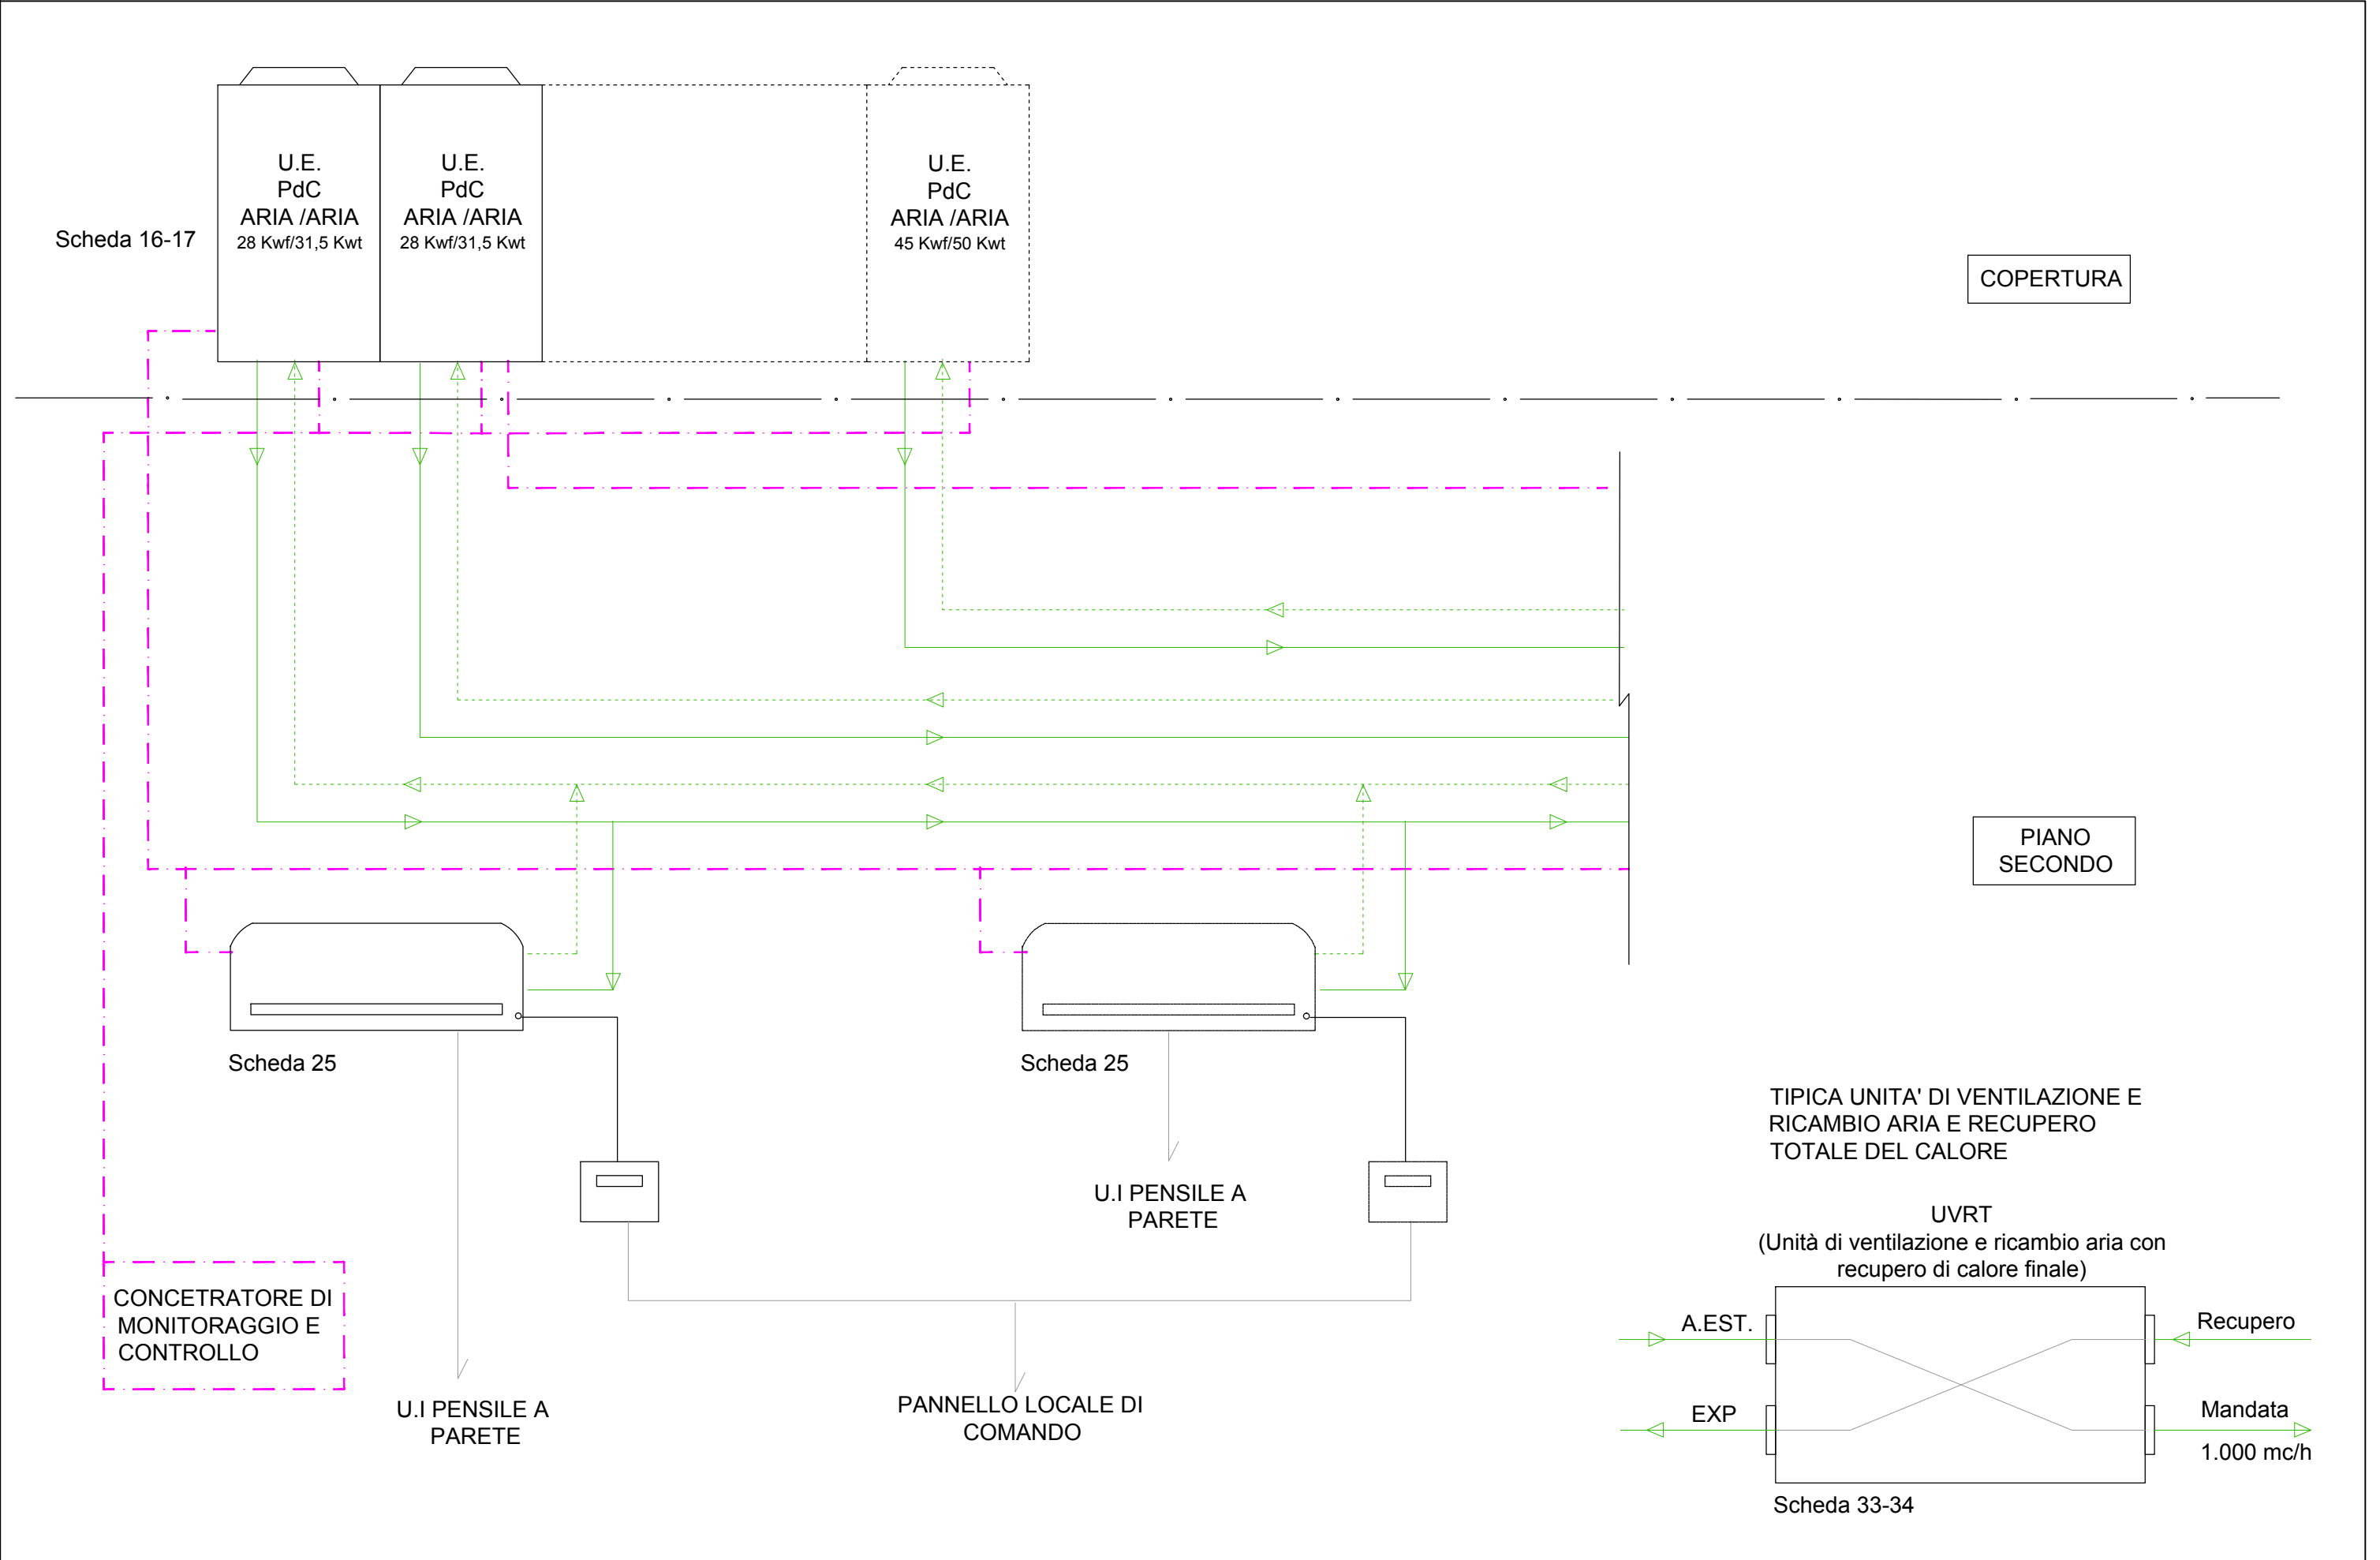 U.E.
PdC
ARIA /ARIA
28 Kwf/31,5 Kwt
U.E.
PdC
ARIA /ARIA
28 Kwf/31,5 Kwt
U.E.
PdC
ARIA /ARIA
45 Kwf/50 Kwt
Scheda 16-17
COPERTURA
PIANO
SECONDO
Scheda 25
Scheda 25
U.I PENSILE A
PARETE
U.I PENSILE A
PARETE
PANNELLO LOCALE DI
COMANDO
CONCETRATORE DI
MONITORAGGIO E
CONTROLLO
TIPICA UNITA' DI VENTILAZIONE E
RICAMBIO ARIA E RECUPERO
TOTALE DEL CALORE
UVRT
(Unità di ventilazione e ricambio aria con
recupero di calore finale)
A.EST.
Recupero
EXP
Mandata
1.000 mc/h
Scheda 33-34